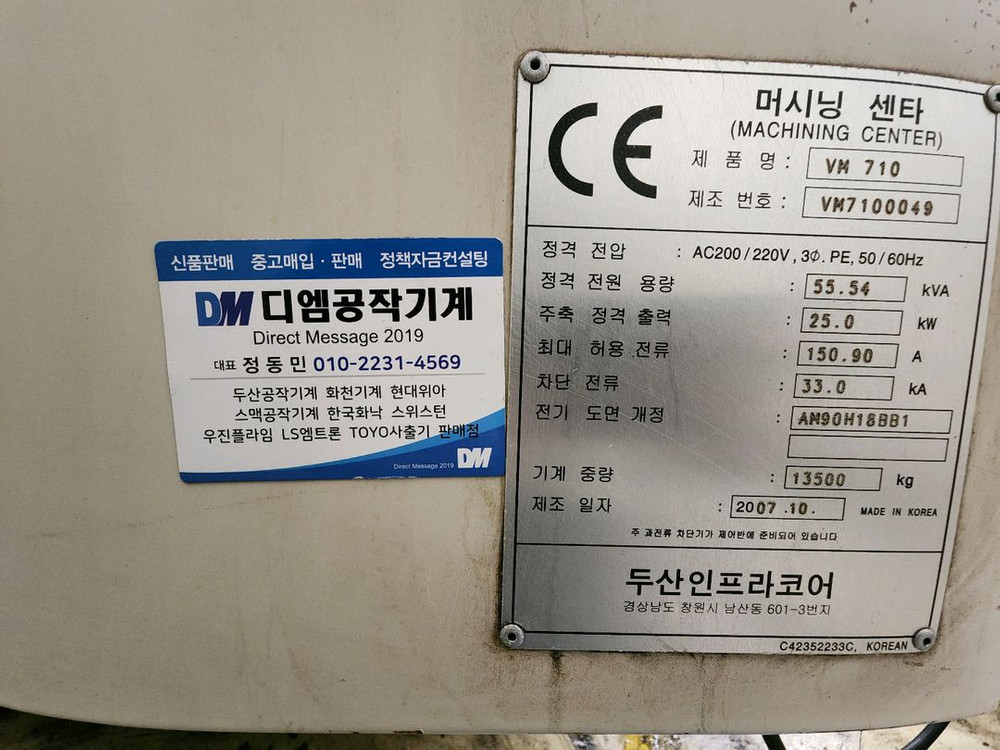 신품판매 중고매입 · 판매 정책자금컨설팅
DM 디엠공작기계
Direct Message 2019
대표 정동민 010-2231-4569
두산공작기계 화천기계 현대위아
스맥공작기계 한국화낙 스위스턴
우진플라임 LS엠트론 TOYO사출기 판매점
Direct Message 2019 DM
CE
머시닝 센타
(MACHINING CENTER)
제 품 명 : VM 710
제조 번호 : VM7100049
정격 전압 : AC200/220V, 3Ø. PE, 50/60Hz
정격 전원 용량 : 55.54 kVA
주축 정격 출력 : 25.0 kW
최대 허용 전류 : 150.90 A
차단 전류 : 33.0 kA
전기 도면 개정 : AM90H18BB1
기계 중량 : 13500 kg
제조 일자 : 2007 .10. MADE IN KOREA
주 과전류 차단기가 제어반에 준비되어 있습니다
두산인프라코어
경상남도 창원시 남산동 601-3번지
C42352233C, KOREAN